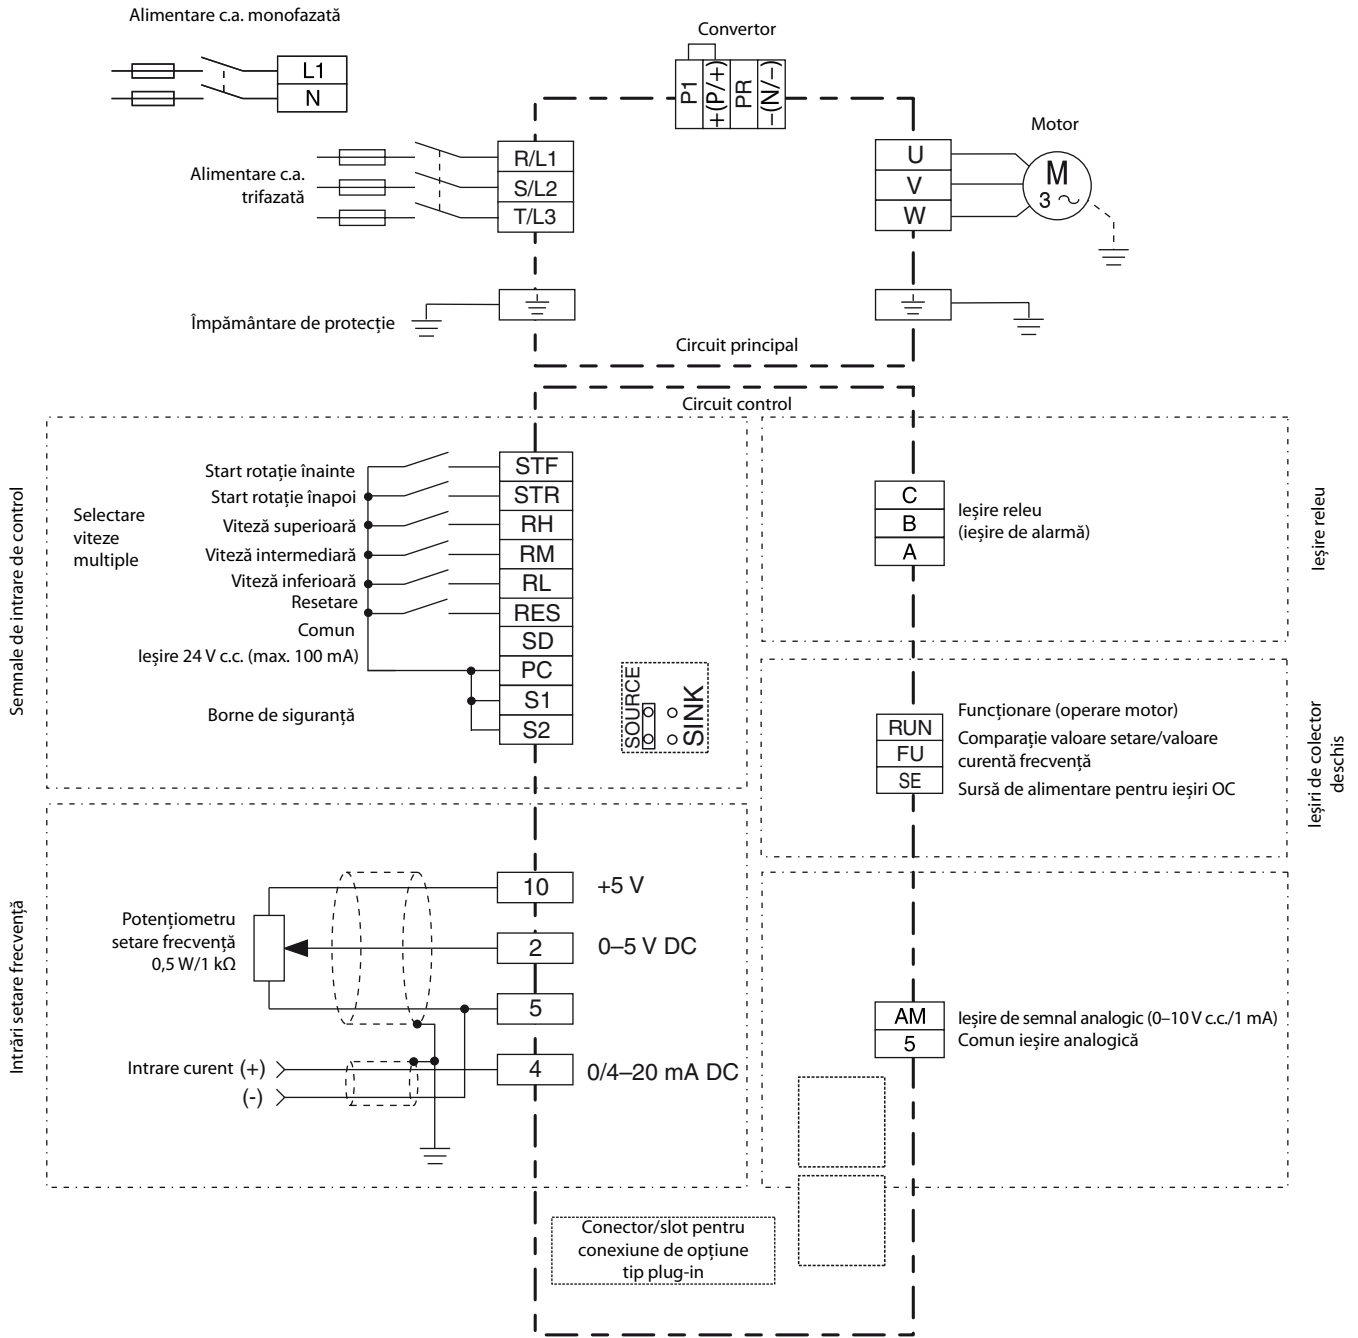 Alimentare c.a. monofazată
L1
N
Convertor
P1
+(P/+)
PR
–(N/–)
Alimentare c.a.
trifazată
R/L1
S/L2
T/L3
U
V
W
Motor
M
3 ~
Împământare de protecție
Circuit principal
Circuit control
Semnale de intrare de control
Selectare
viteze
multiple
Start rotație înainte
Start rotație înapoi
Viteză superioară
Viteză intermediară
Viteză inferioară
Resetare
Comun
Ieșire 24 V c.c. (max. 100 mA)
Borne de siguranță
STF
STR
RH
RM
RL
RES
SD
PC
S1
S2
SOURCE
SINK
C
B
A
Ieșire releu
(ieșire de alarmă)
Ieșire releu
RUN
FU
SE
Funcționare (operare motor)
Comparație valoare setare/valoare
curentă frecvență
Sursă de alimentare pentru ieșiri OC
Ieșiri de colector
deschis
Intrări setare frecvență
Potențiometru
setare frecvență
0,5 W/1 kΩ
10
+5 V
2
0–5 V DC
5
Intrare curent (+)
(-)
4
0/4–20 mA DC
AM
5
Ieșire de semnal analogic (0–10 V c.c./1 mA)
Comun ieșire analogică
Conector/slot pentru
conexiune de opțiune
tip plug-in